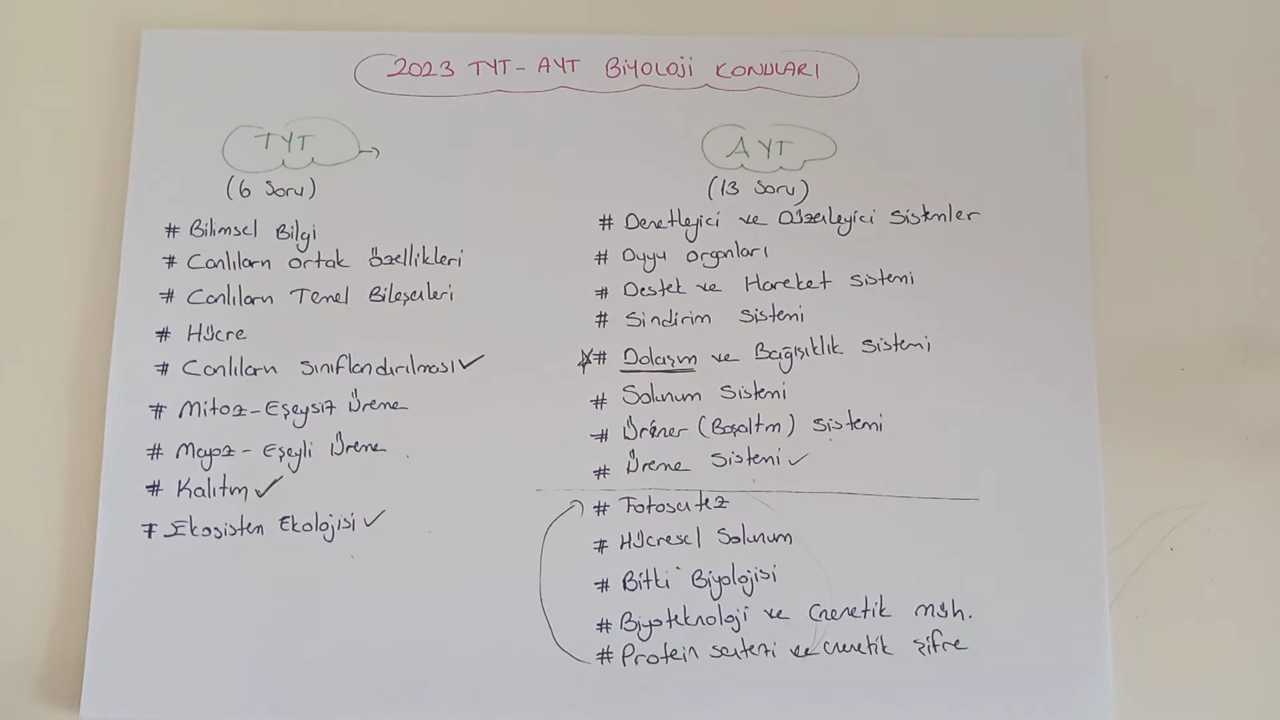 2023 TYT-AYT BİYOLOJİ KONULARI
TYT
(6 Soru)
# Bilimsel Bilgi
# Canlıların Ortak Özellikleri
# Canlıların Temel Bileşenleri
# Hücre
# Canlıların Sınıflandırılması ✓
# Mitoz-Eşeysiz Üreme
# Mayoz-Eşeyli Üreme
# Kalıtım ✓
# Ekosistem Ekolojisi ✓
AYT
(13 Soru)
# Denetleyici ve Düzenleyici Sistemler
# Duyu Organları
# Destek ve Hareket Sistemi
# Sindirim Sistemi
# Dolaşım ve Bağışıklık Sistemi
# Solunum Sistemi
# Üriner (Boşaltım) Sistemi
# Üreme Sistemi ✓
# Fotosentez
# Hücresel Solunum
# Bitki Biyolojisi
# Biyoteknoloji ve Genetik Müh.
# Protein Sentezi ve Genetik Şifre